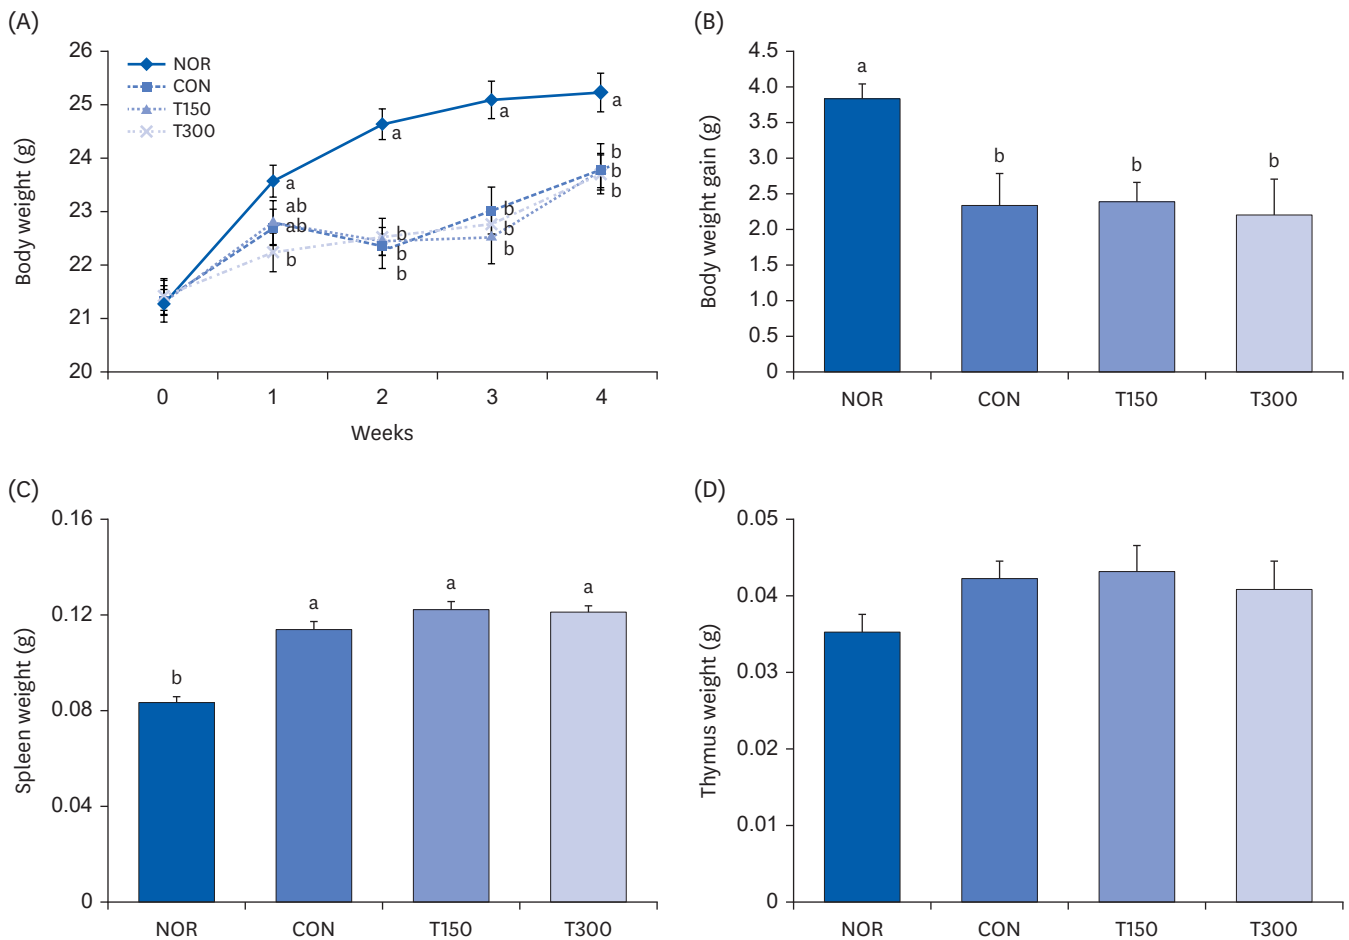 (A)
26
25
24
23
22
21
20
Body weight (g)
NOR
CON
T150
T300
a
ab
ab
b
a
b
b
b
a
b
b
b
a
b
b
b
0 1 2 3 4
Weeks
(B)
4.5
4.0
3.5
3.0
2.5
2.0
1.5
1.0
0.5
0
Body weight gain (g)
a
b
b
b
NOR CON T150 T300
(C)
0.16
0.12
0.08
0.04
0
Spleen weight (g)
b
a
a
a
NOR CON T150 T300
(D)
0.05
0.04
0.03
0.02
0.01
0
Thymus weight (g)
NOR CON T150 T300